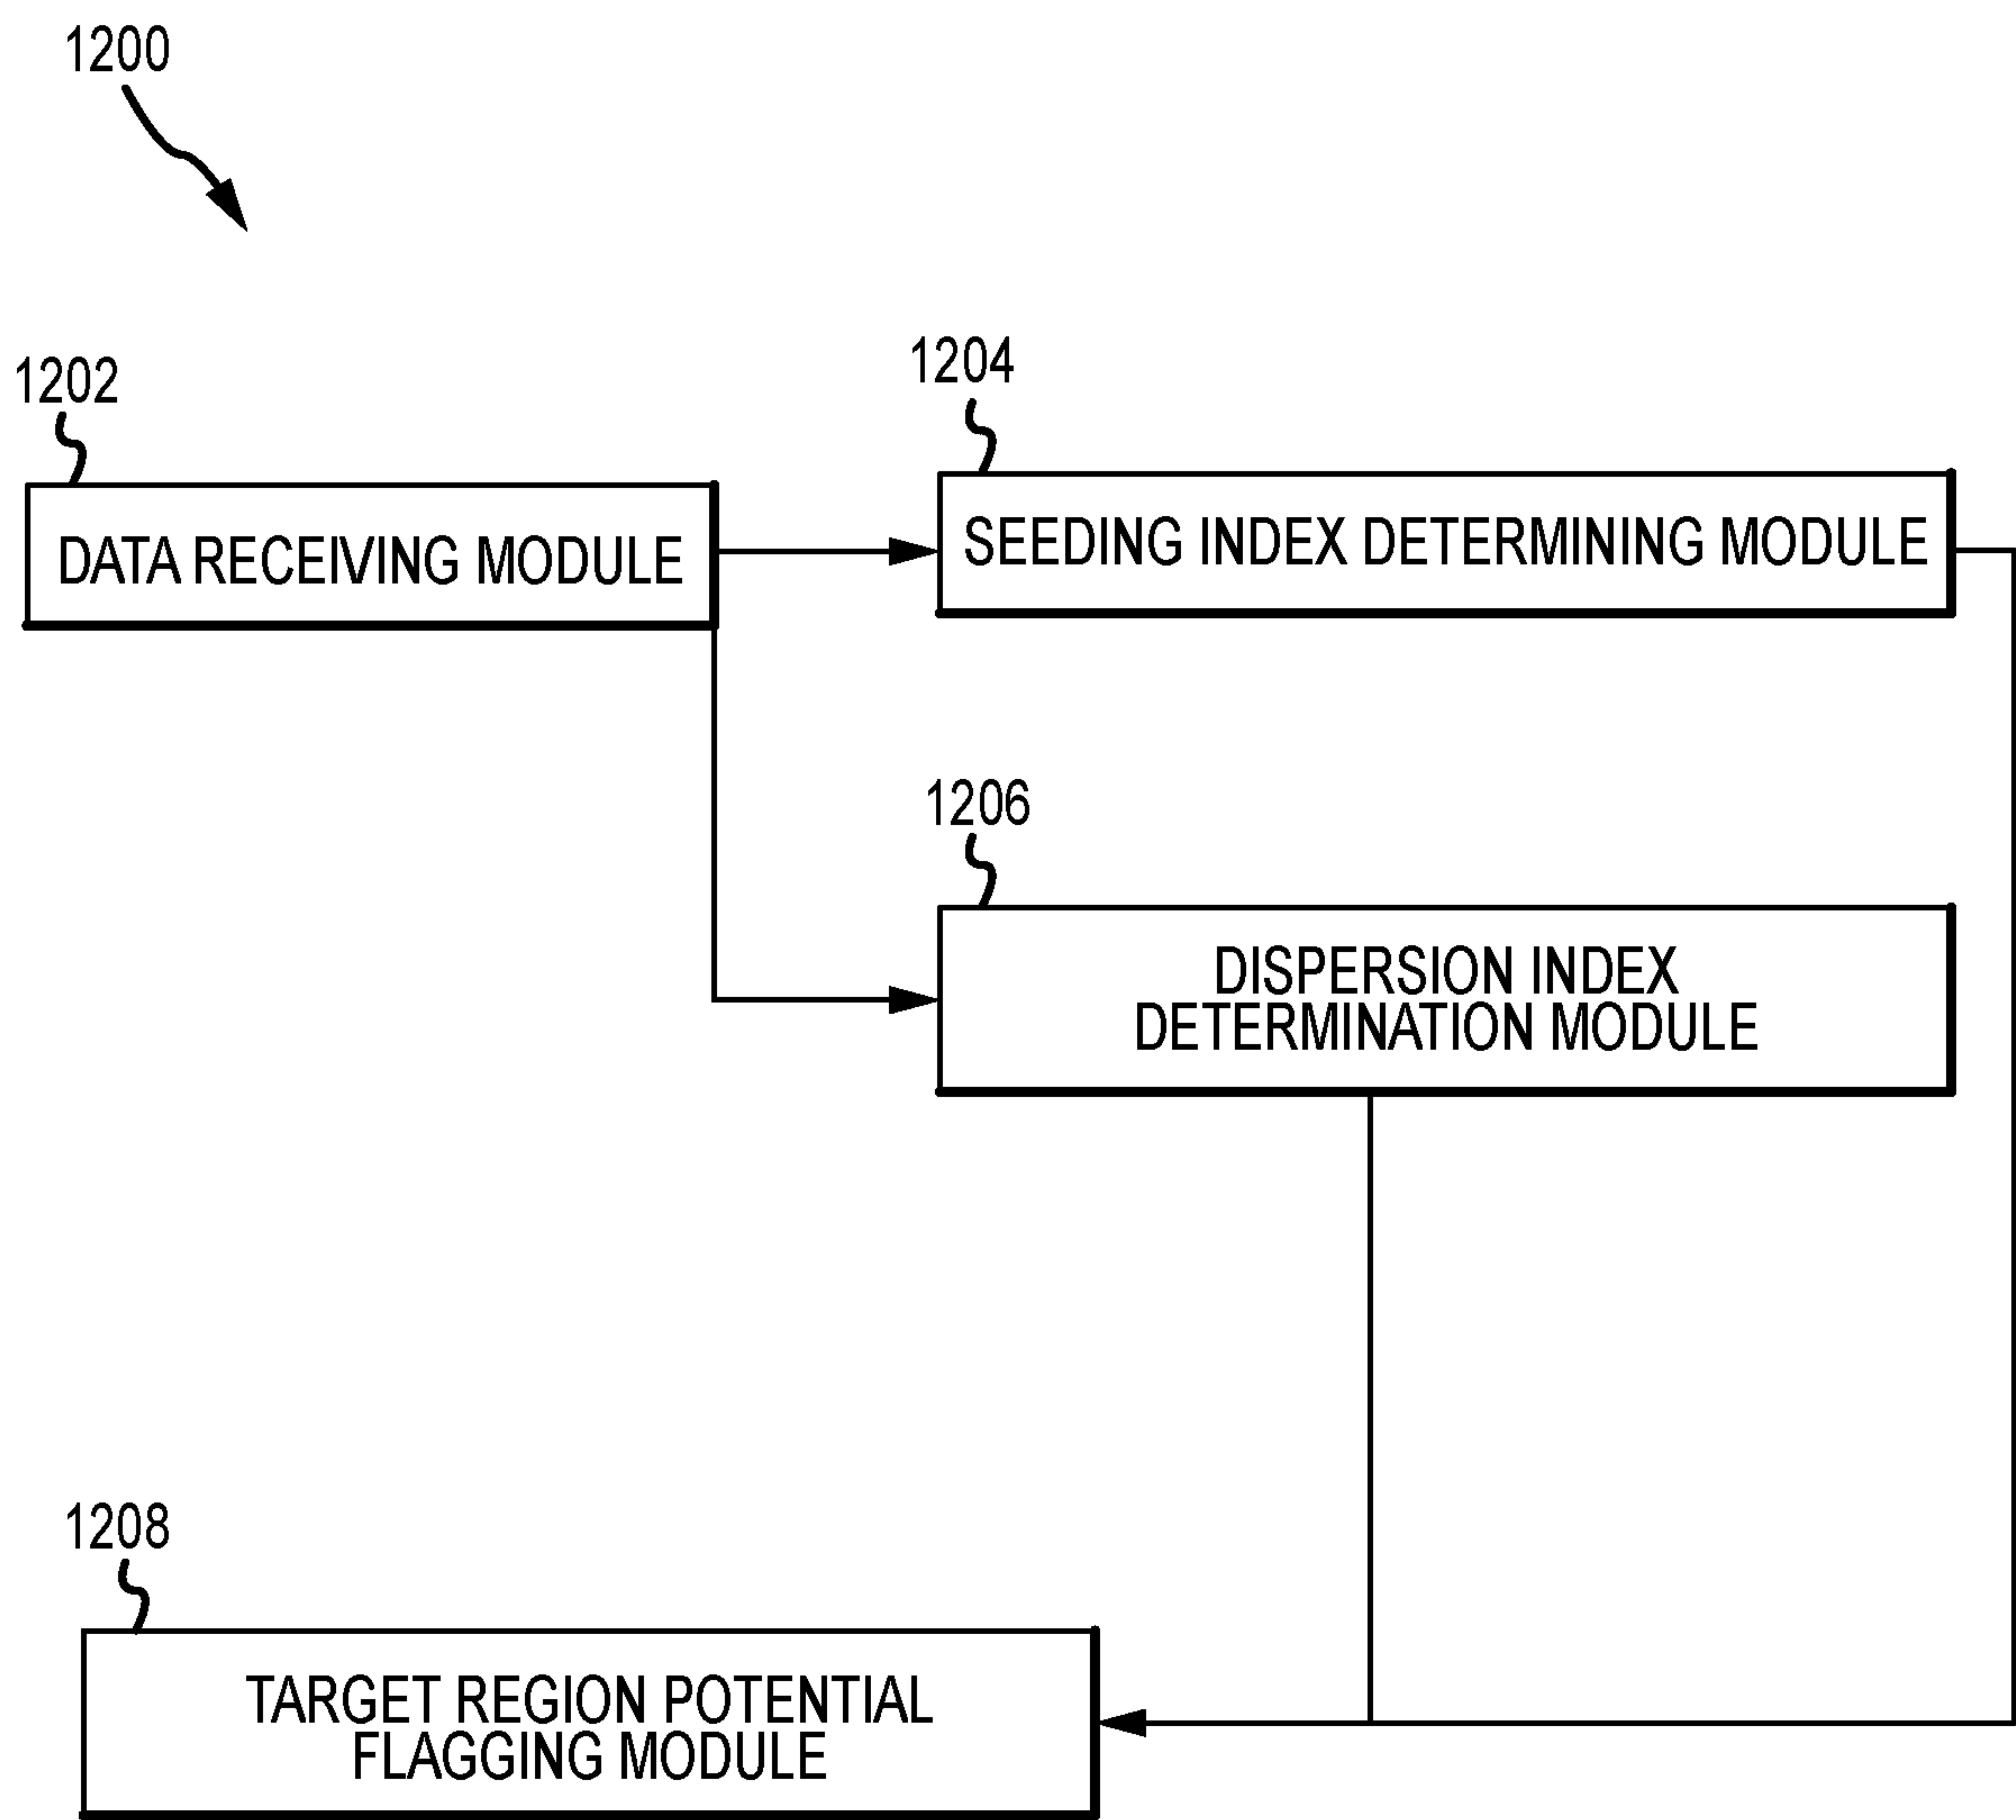 1200
1202
DATA RECEIVING MODULE
1204
SEEDING INDEX DETERMINING MODULE
1206
DISPERSION INDEX
DETERMINATION MODULE
1208
TARGET REGION POTENTIAL
FLAGGING MODULE